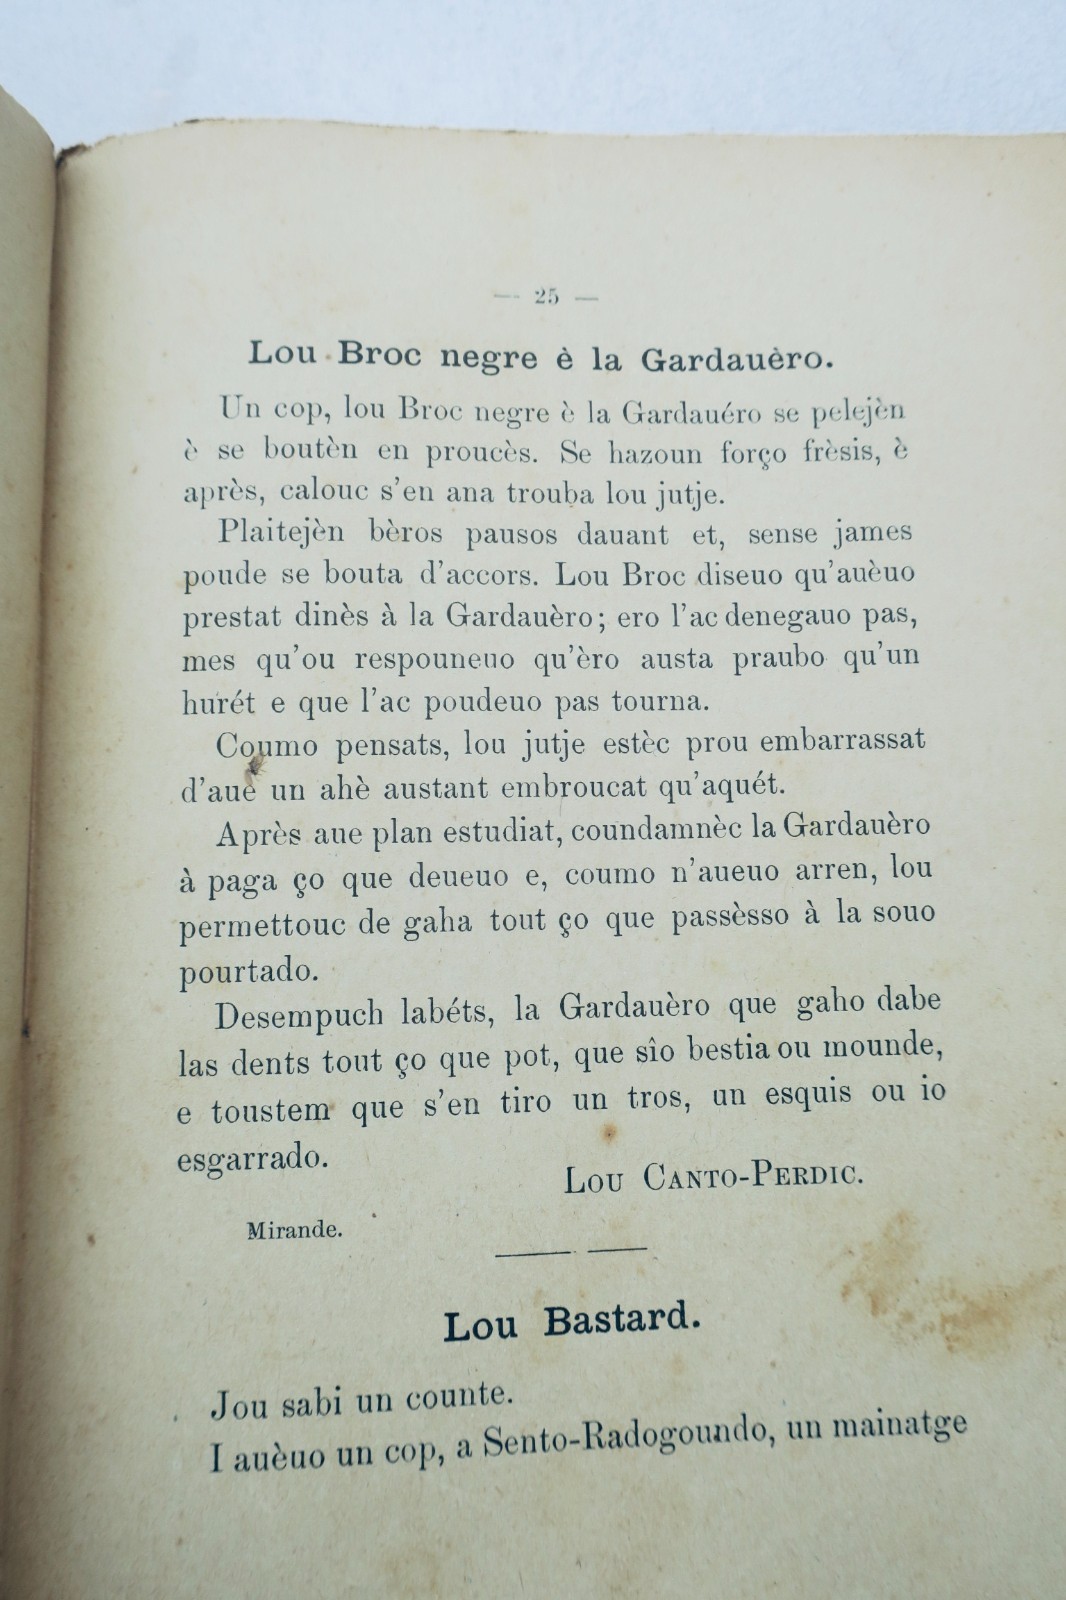 — 25 —
Lou Broc negre è la Gardauèro.
Un cop, lou Broc negre è la Gardauéro se pelejèn
è se boutèn en proucès. Se hazoun forço frèsis, è
après, calouc s'en ana trouba lou jutje.
Plaitejèn bèros pausos dauant et, sense james
poude se bouta d'accors. Lou Broc diseuo qu'auèuo
prestat dinès à la Gardauèro; ero l'ac denegauo pas,
mes qu'ou respouneuo qu'èro austa praubo qu'un
hurét e que l'ac poudeuo pas tourna.
Coumo pensats, lou jutje estèc prou embarrassat
d'aue un ahè austant embroucat qu'aquét.
Après aue plan estudiat, coundamnèc la Gardauèro
à paga ço que deueuo e, coumo n'aueuo arren, lou
permettouc de gaha tout ço que passèsso à la souo
pourtado.
Desempuch labéts, la Gardauèro que gaho dabe
las dents tout ço que pot, que sîo bestia ou mounde,
e toustem que s'en tiro un tros, un esquis ou io
esgarrado.
Lou Canto-Perdic.
Mirande.
Lou Bastard.
Jou sabi un counte.
I auèuo un cop, a Sento-Radogoundo, un mainatge